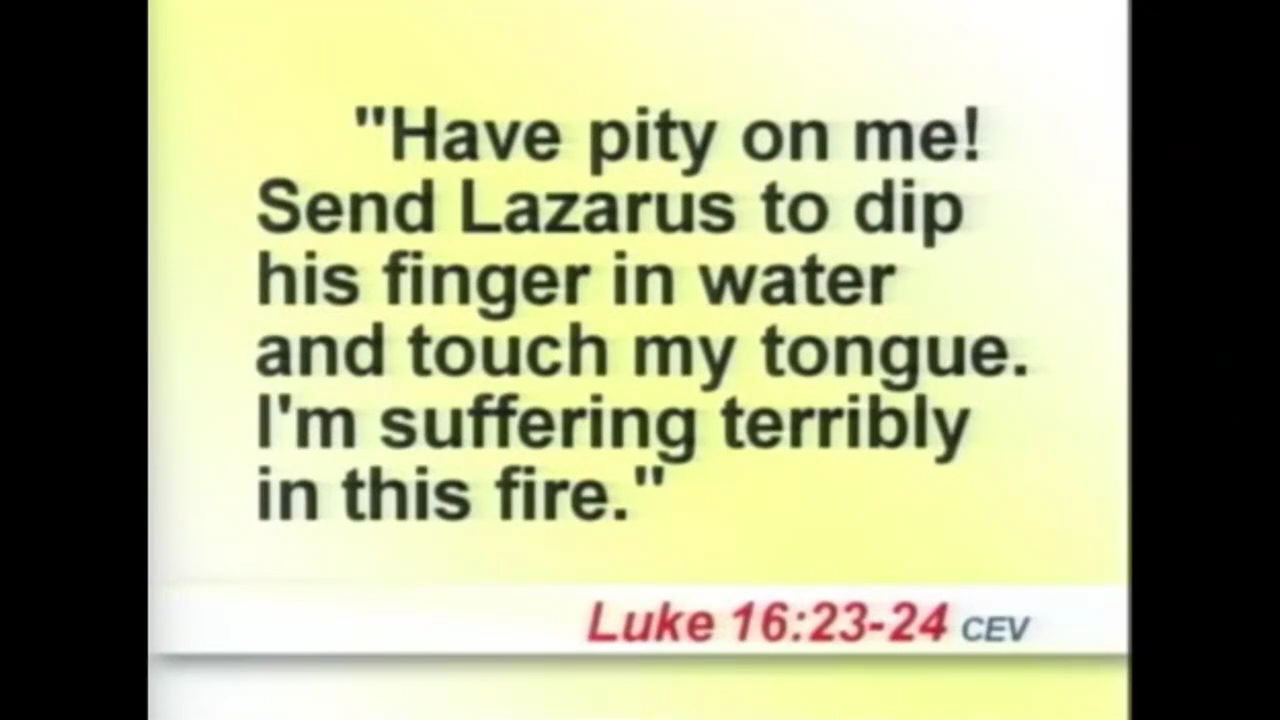 "Have pity on me!
Send Lazarus to dip
his finger in water
and touch my tongue.
I'm suffering terribly
in this fire."
Luke 16:23-24 CEV